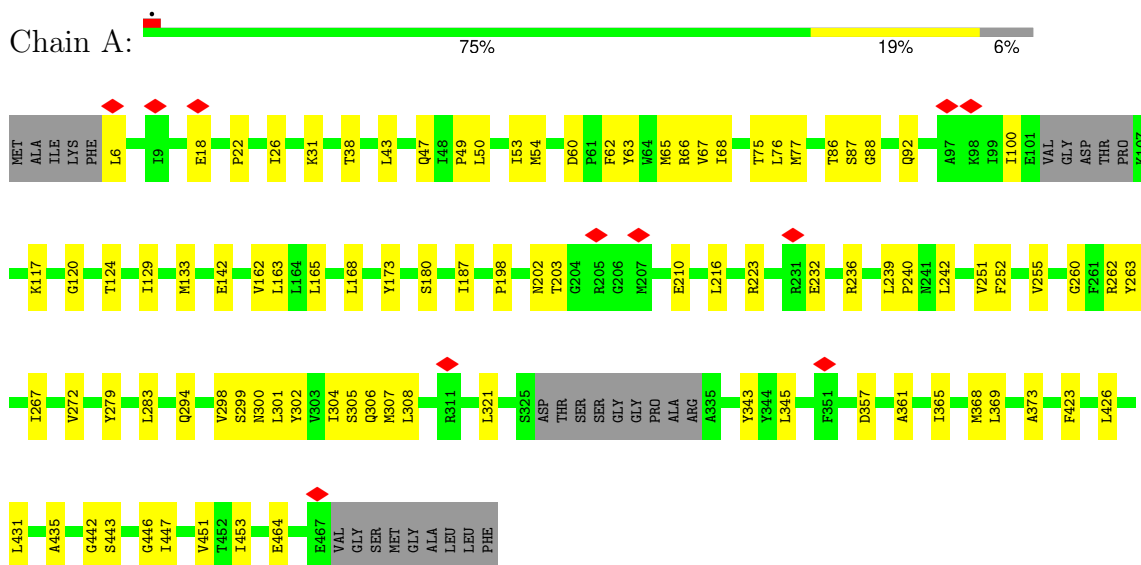 Chain A:
75% 19% 6%
MET ALA ILE LYS PHE L6 I9 E18 P22 I26 K31 T38 L43 Q47 I48 P49 L50 I53 M54 D60 P61 F62 Y63 W64 M65 R66 V67 I68 T75 L76 M77 T86 S87 G88 Q92 A97 K98 I99 I100 E101 VAL GLY ASP THR PRO K107
K117 G120 T124 I129 M133 E142 V162 L163 L164 L165 L168 Y173 S180 I187 P198 N202 T203 G204 R205 G206 M207 E210 L216 R223 R231 E232 R236 L239 P240 N241 L242 V251 F252 V255 G260 F261 R262 Y263
I267 V272 Y279 L283 Q294 V298 S299 N300 L301 Y302 V303 I304 S305 Q306 M307 L308 R311 L321 S325 ASP THR SER SER GLY GLY PRO ALA ARG A335 Y343 Y344 L345 F351 D357 A361 I365 M368 L369 A373 F423 L426
L431 A435 G442 S443 G446 I447 V451 T452 I453 E464 E467 VAL GLY SER MET GLY ALA LEU LEU PHE